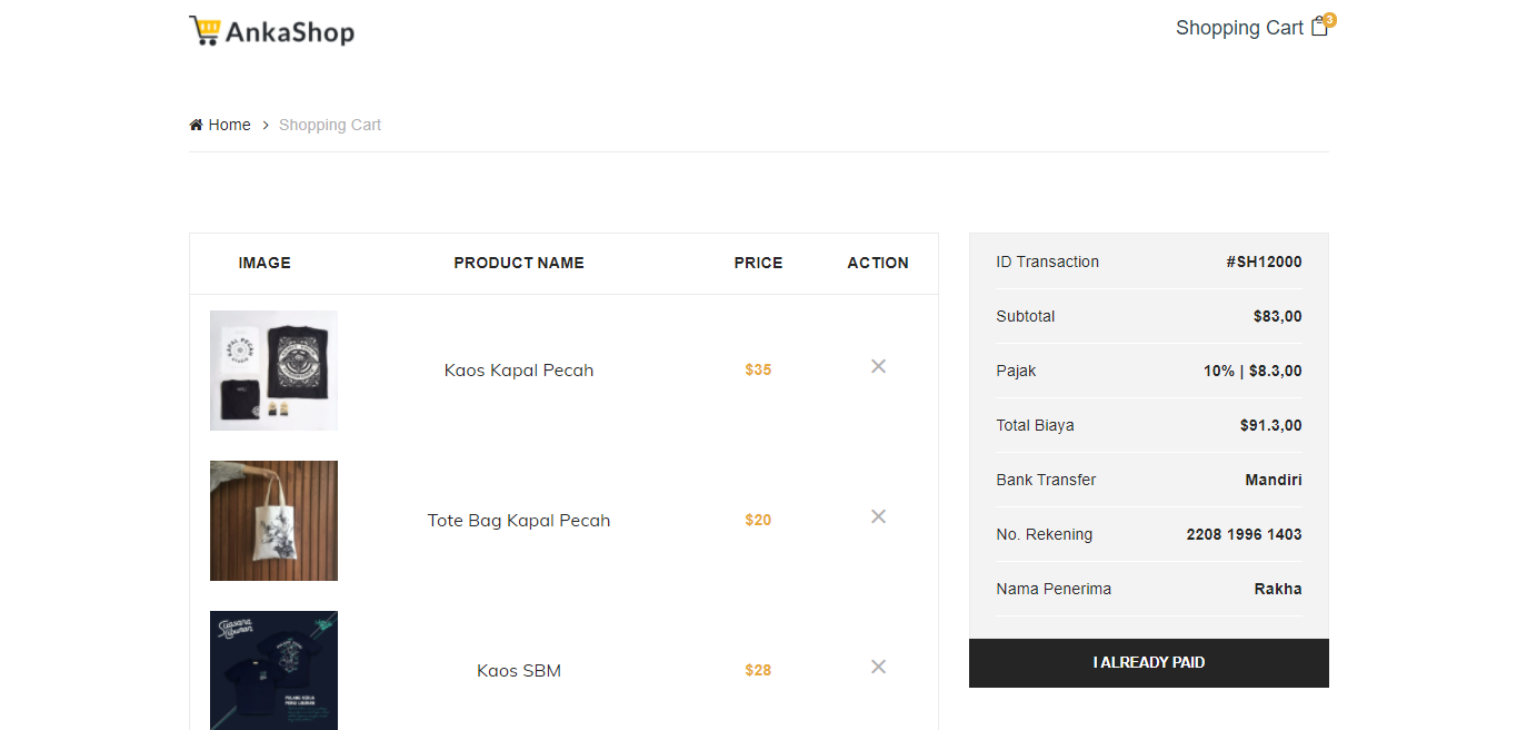 AnkaShop
Shopping Cart 3
Home > Shopping Cart
IMAGE PRODUCT NAME PRICE ACTION
Kaos Kapal Pecah $35
Tote Bag Kapal Pecah $20
Suasana
Liburan
Kaos SBM $28
ID Transaction #SH12000
Subtotal $83,00
Pajak 10% | $8.3,00
Total Biaya $91.3,00
Bank Transfer Mandiri
No. Rekening 2208 1996 1403
Nama Penerima Rakha
I ALREADY PAID